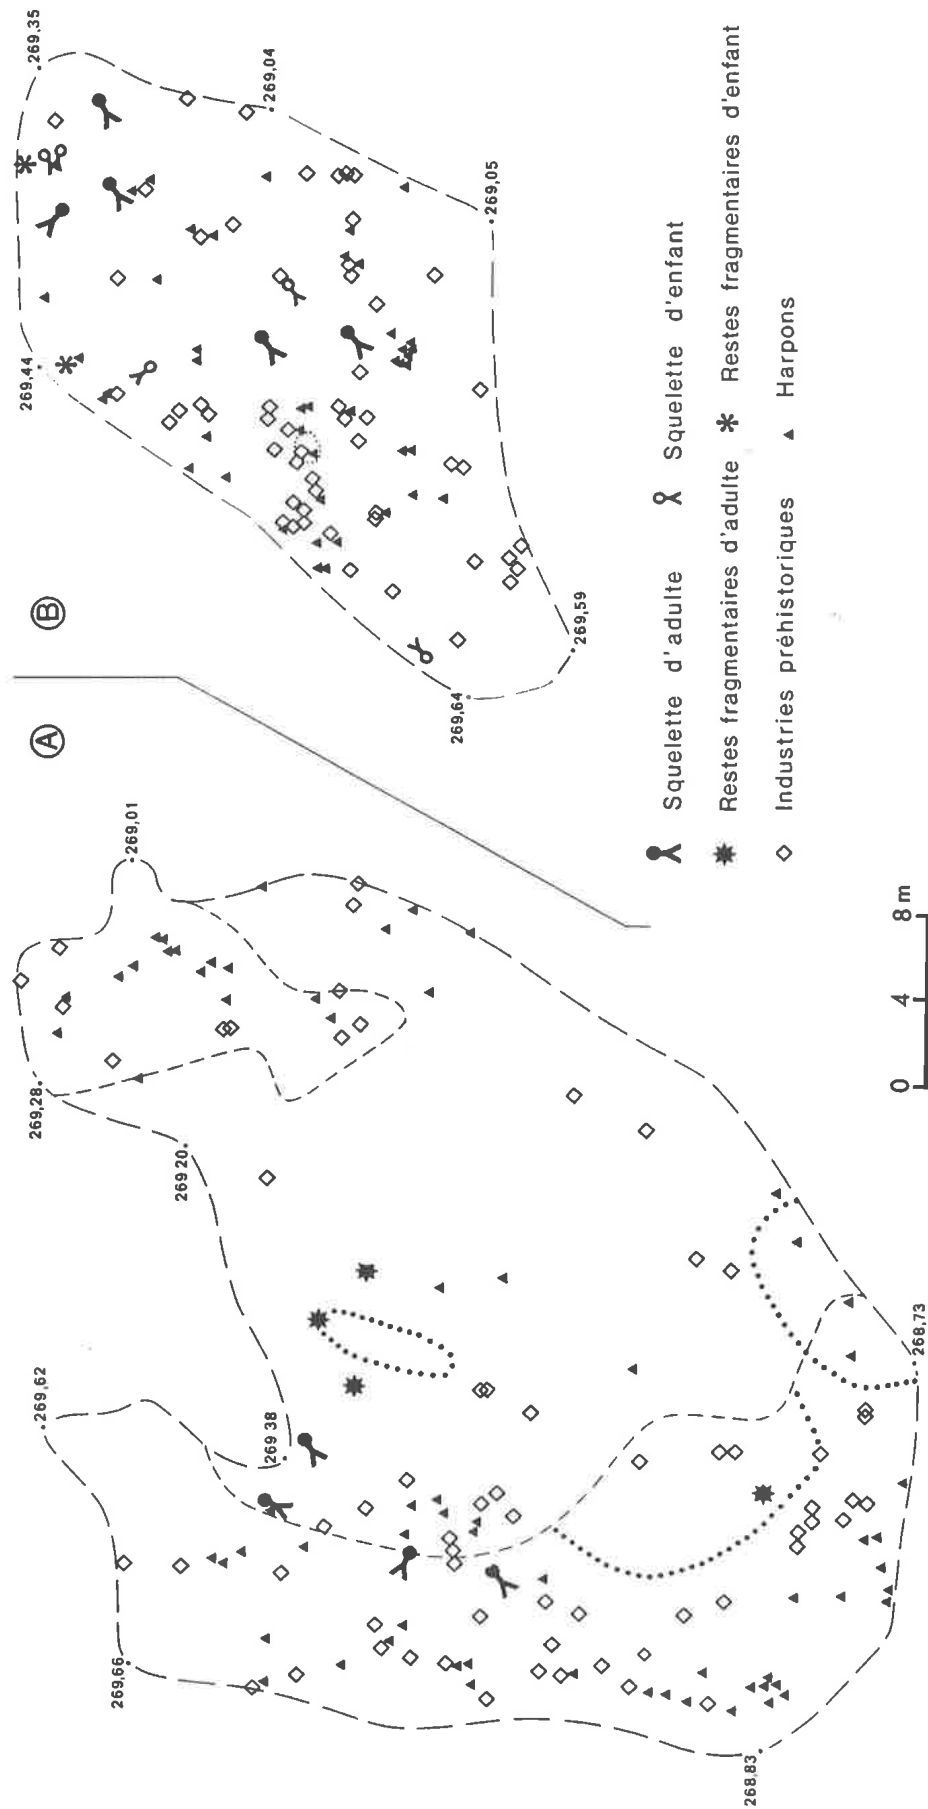 A
B
269,62
269,66
268,83
268,73
269 38
269 20
269,28
269,01
269,64
269,59
269,44
269,35
269,04
269,05
0 4 8 m
Squelette d'adulte Squelette d'enfant
Restes fragmentaires d'adulte Restes fragmentaires d'enfant
Industries préhistoriques Harpons